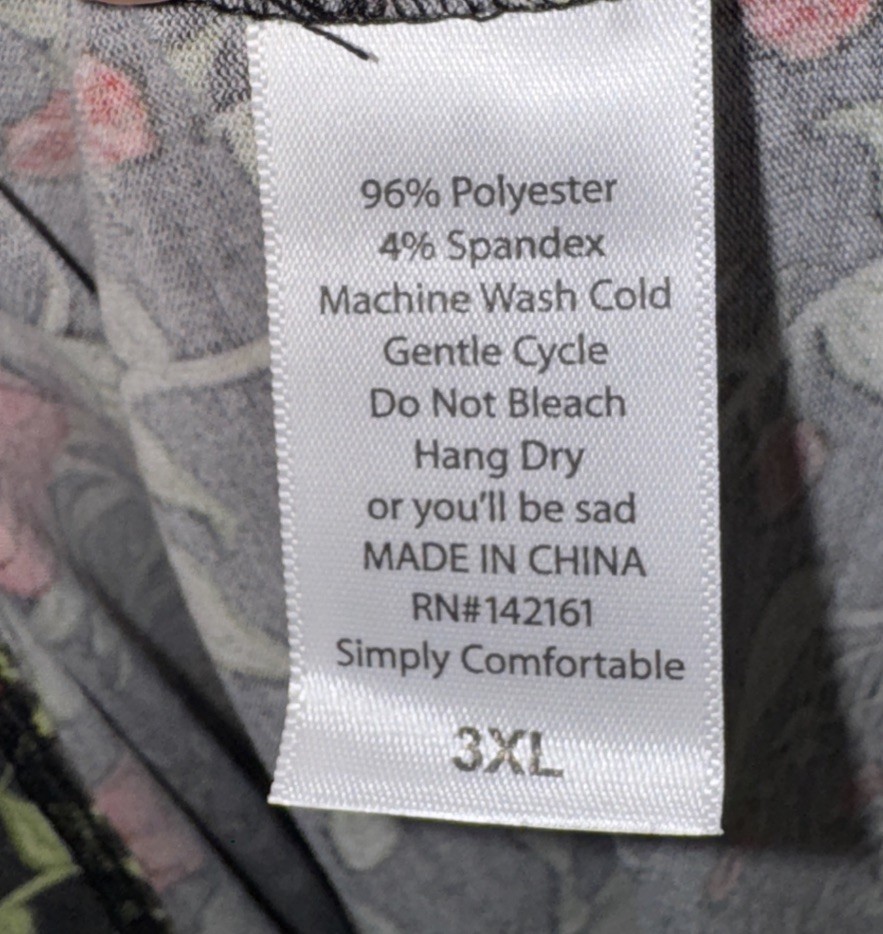 96% Polyester
4% Spandex
Machine Wash Cold
Gentle Cycle
Do Not Bleach
Hang Dry
or you'll be sad
MADE IN CHINA
RN#142161
Simply Comfortable
3XL